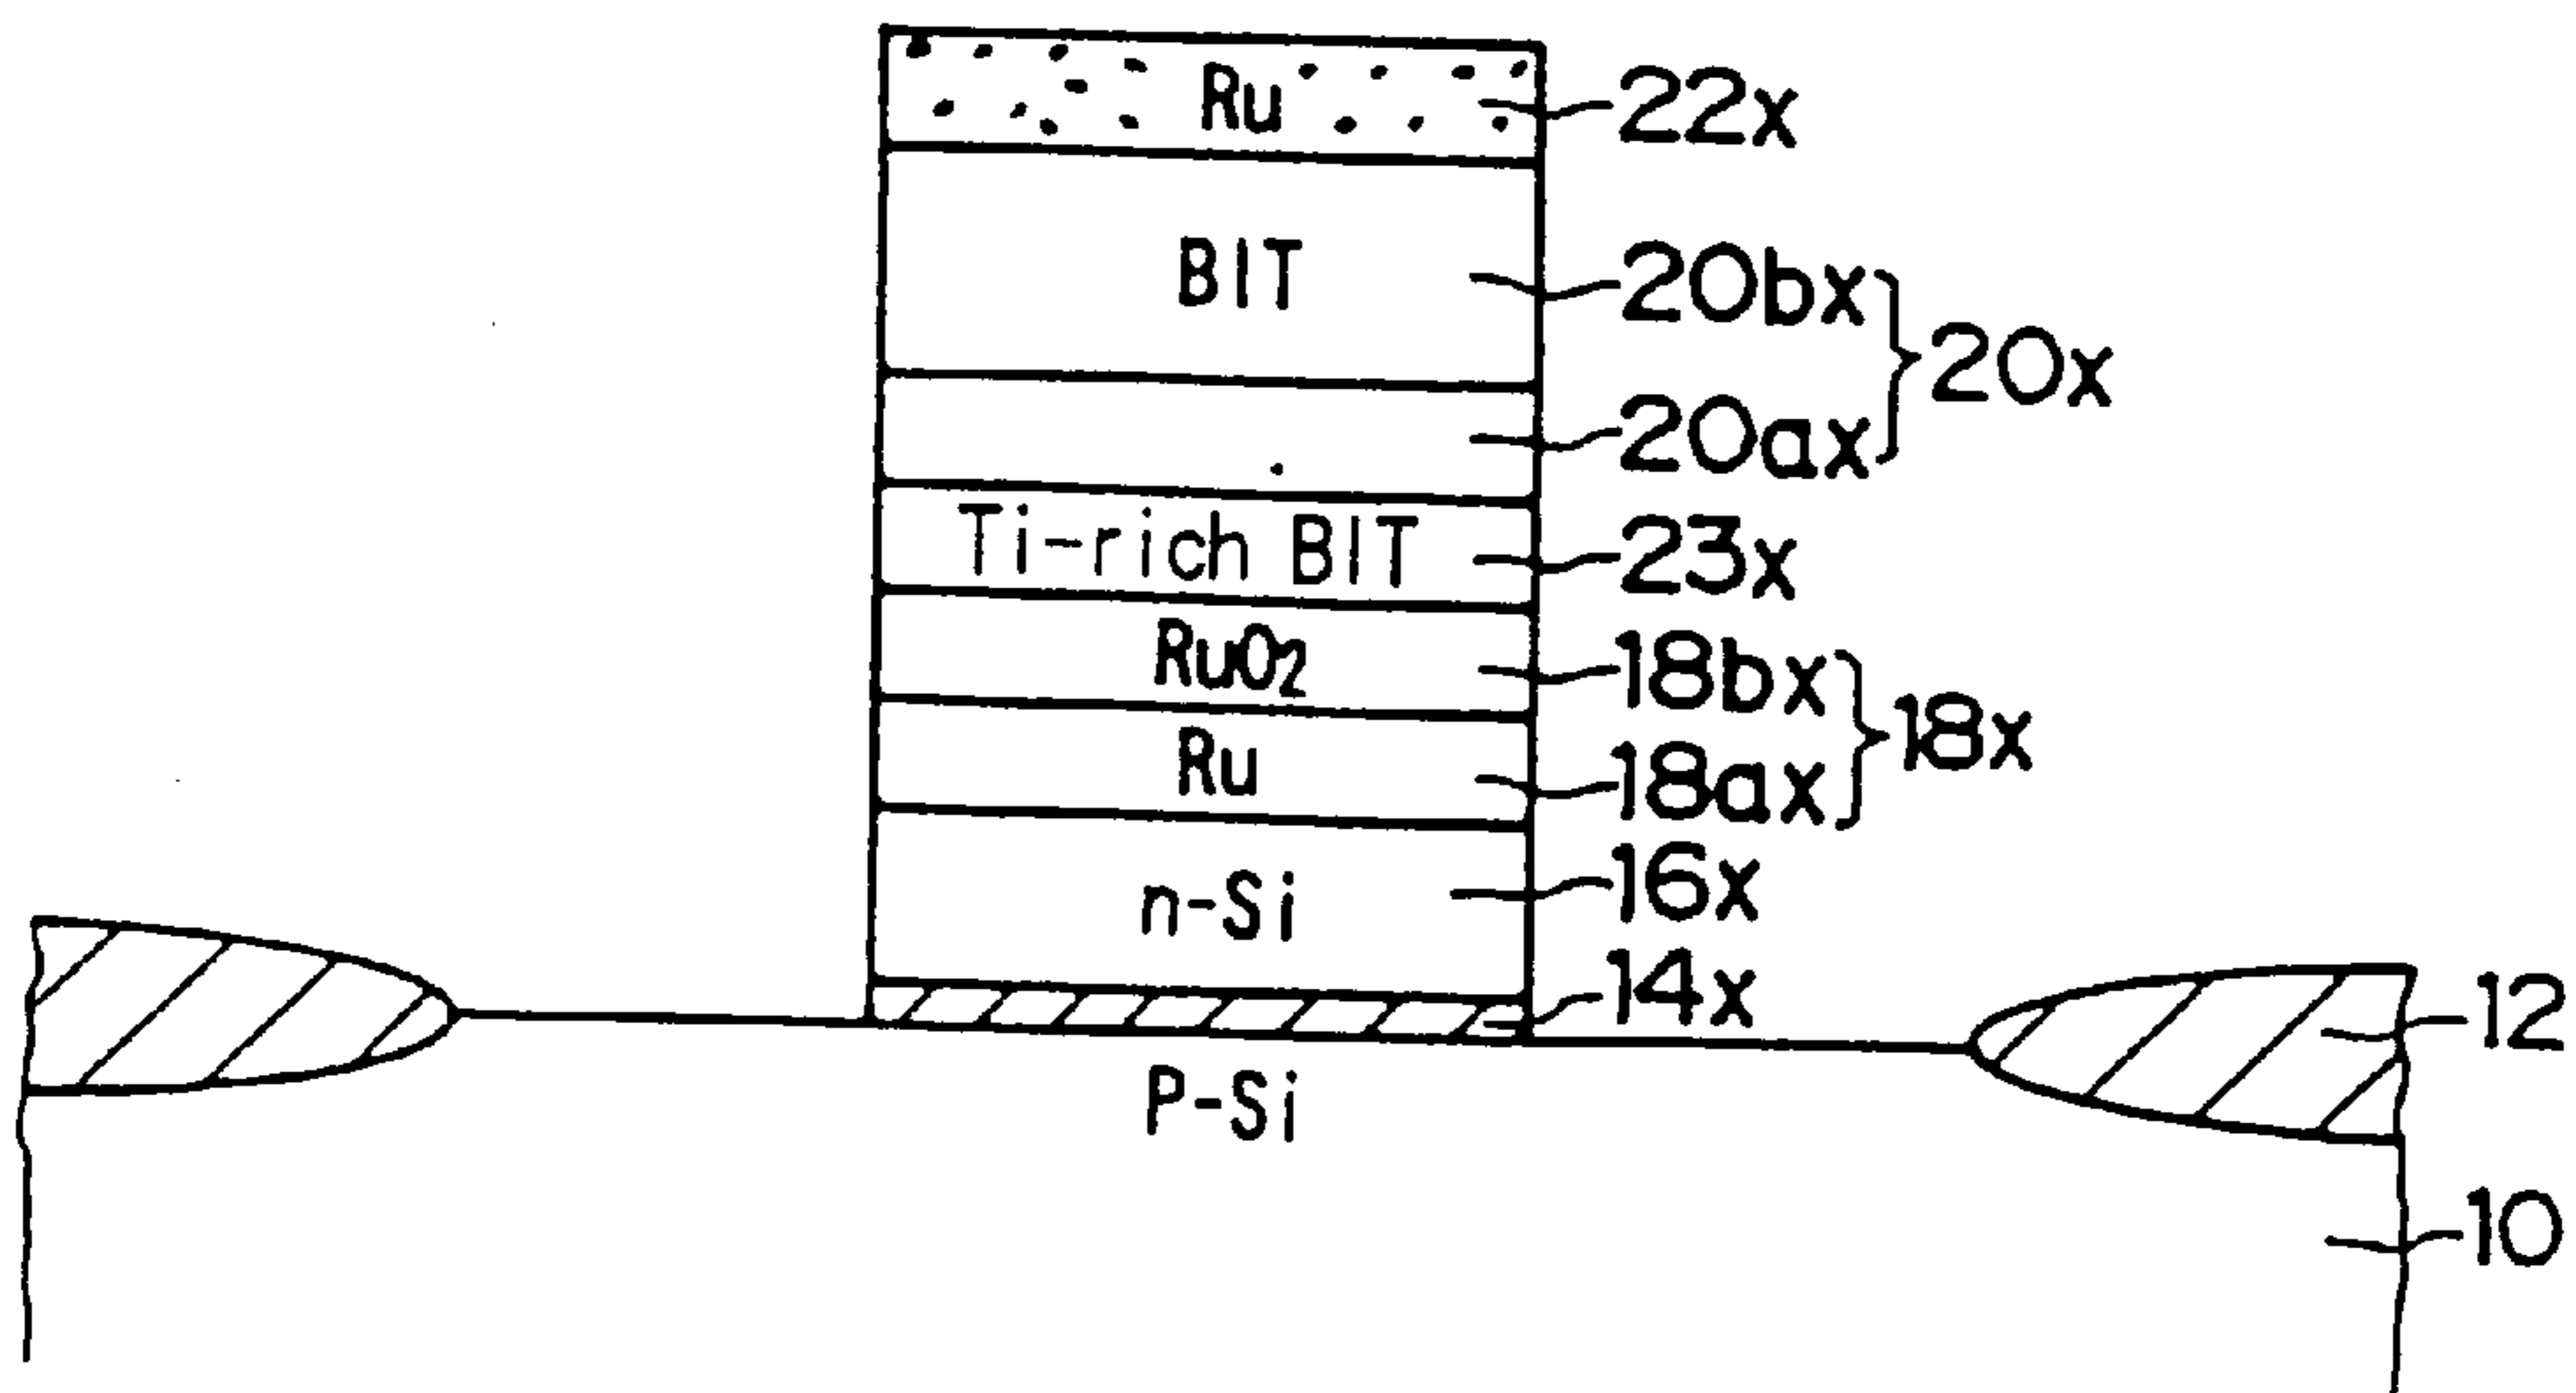 Ru 22x
BIT 20bx
20x
20ax
Ti-rich BIT 23x
RuO2 18bx
18x
Ru 18ax
n-Si 16x
14x
12
P-Si
10